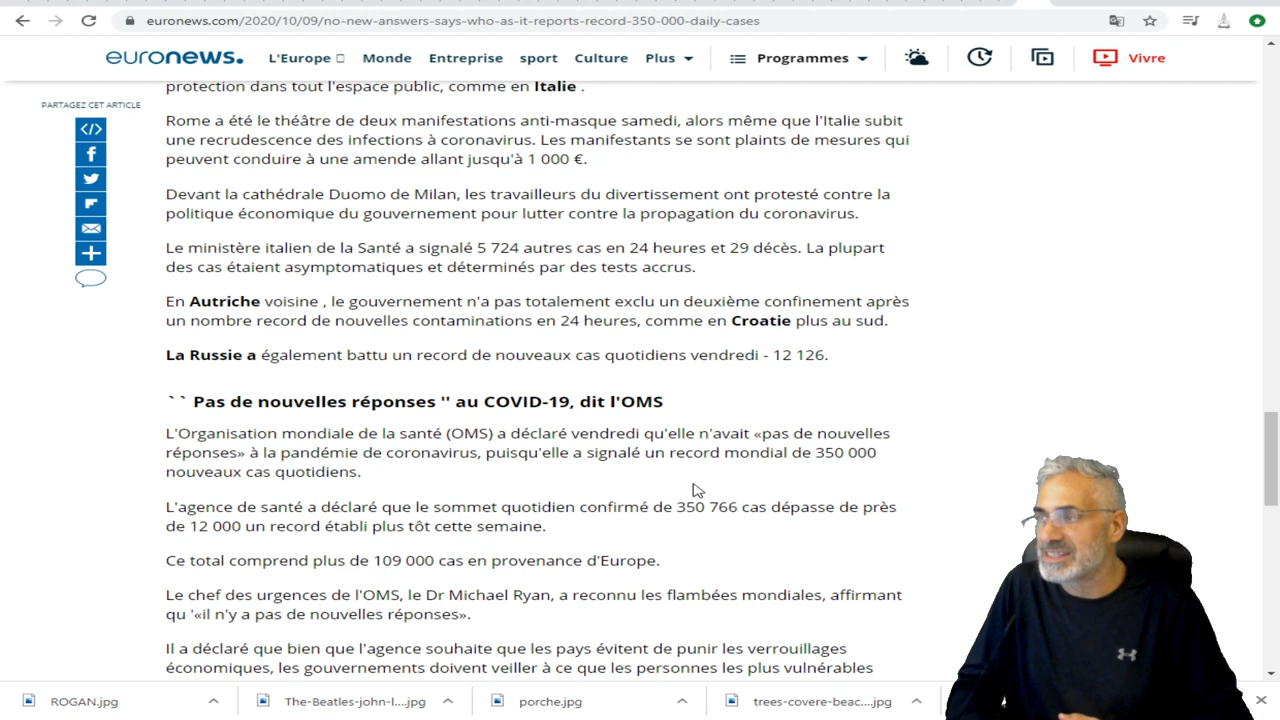 euronews.com/2020/10/09/no-new-answers-says-who-as-it-reports-record-350-000-daily-cases
euronews.
L'Europe
Monde
Entreprise
sport
Culture
Plus
Programmes
Vivre
PARTAGEZ CET ARTICLE
protection dans tout l'espace public, comme en Italie .
Rome a été le théâtre de deux manifestations anti-masque samedi, alors même que l'Italie subit
une recrudescence des infections à coronavirus. Les manifestants se sont plaints de mesures qui
peuvent conduire à une amende allant jusqu'à 1 000 €.
Devant la cathédrale Duomo de Milan, les travailleurs du divertissement ont protesté contre la
politique économique du gouvernement pour lutter contre la propagation du coronavirus.
Le ministère italien de la Santé a signalé 5 724 autres cas en 24 heures et 29 décès. La plupart
des cas étaient asymptomatiques et déterminés par des tests accrus.
En Autriche voisine , le gouvernement n'a pas totalement exclu un deuxième confinement après
un nombre record de nouvelles contaminations en 24 heures, comme en Croatie plus au sud.
La Russie a également battu un record de nouveaux cas quotidiens vendredi - 12 126.
` ` Pas de nouvelles réponses '' au COVID-19, dit l'OMS
L'Organisation mondiale de la santé (OMS) a déclaré vendredi qu'elle n'avait «pas de nouvelles
réponses» à la pandémie de coronavirus, puisqu'elle a signalé un record mondial de 350 000
nouveaux cas quotidiens.
L'agence de santé a déclaré que le sommet quotidien confirmé de 350 766 cas dépasse de près
de 12 000 un record établi plus tôt cette semaine.
Ce total comprend plus de 109 000 cas en provenance d'Europe.
Le chef des urgences de l'OMS, le Dr Michael Ryan, a reconnu les flambées mondiales, affirmant
qu '«il n'y a pas de nouvelles réponses».
Il a déclaré que bien que l'agence souhaite que les pays évitent de punir les verrouillages
économiques, les gouvernements doivent veiller à ce que les personnes les plus vulnérables
ROGAN.jpg
The-Beatles-john-l....jpg
porche.jpg
trees-covere-beac....jpg